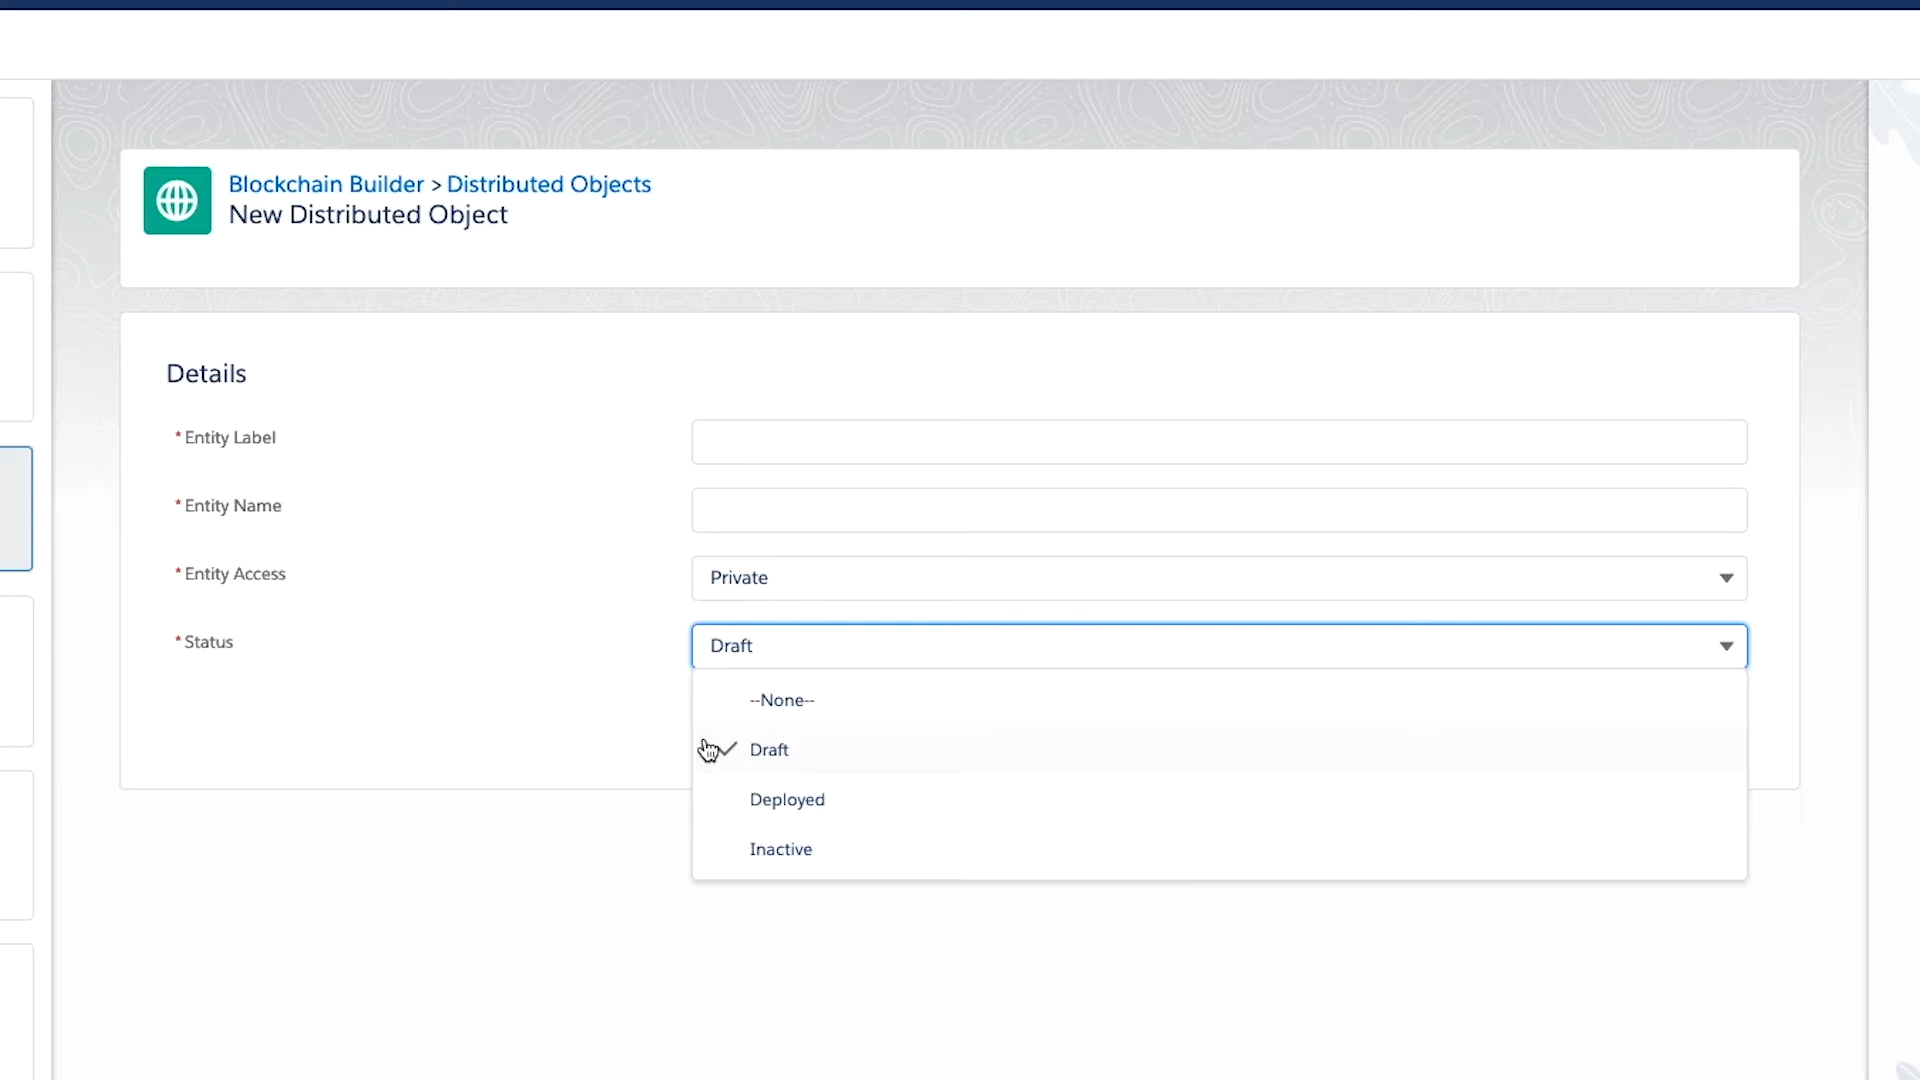 Blockchain Builder > Distributed Objects
New Distributed Object
Details
* Entity Label
* Entity Name
* Entity Access
Private
* Status
Draft
--None--
Draft
Deployed
Inactive